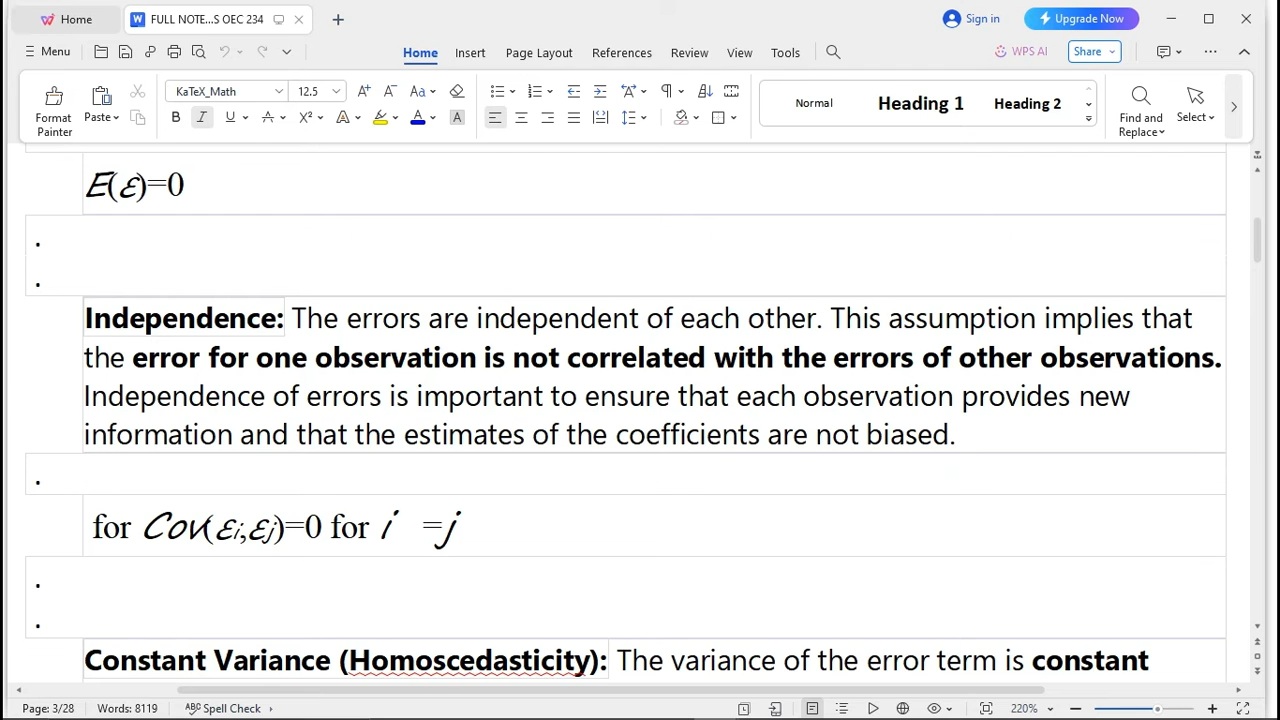 Home
FULL NOTE...S OEC 234
Sign in
Upgrade Now
Menu
Home Insert Page Layout References Review View Tools
WPS AI
Share
Format Painter
Paste
KaTeX_Math 12.5
Normal Heading 1 Heading 2
Find and Replace
Select
E(ε)=0
.
.
Independence: The errors are independent of each other. This assumption implies that
the error for one observation is not correlated with the errors of other observations.
Independence of errors is important to ensure that each observation provides new
information and that the estimates of the coefficients are not biased.
.
for Cov(εi,εj)=0 for i =j
.
.
Constant Variance (Homoscedasticity): The variance of the error term is constant
Page: 3/28 Words: 8119 Spell Check 220%